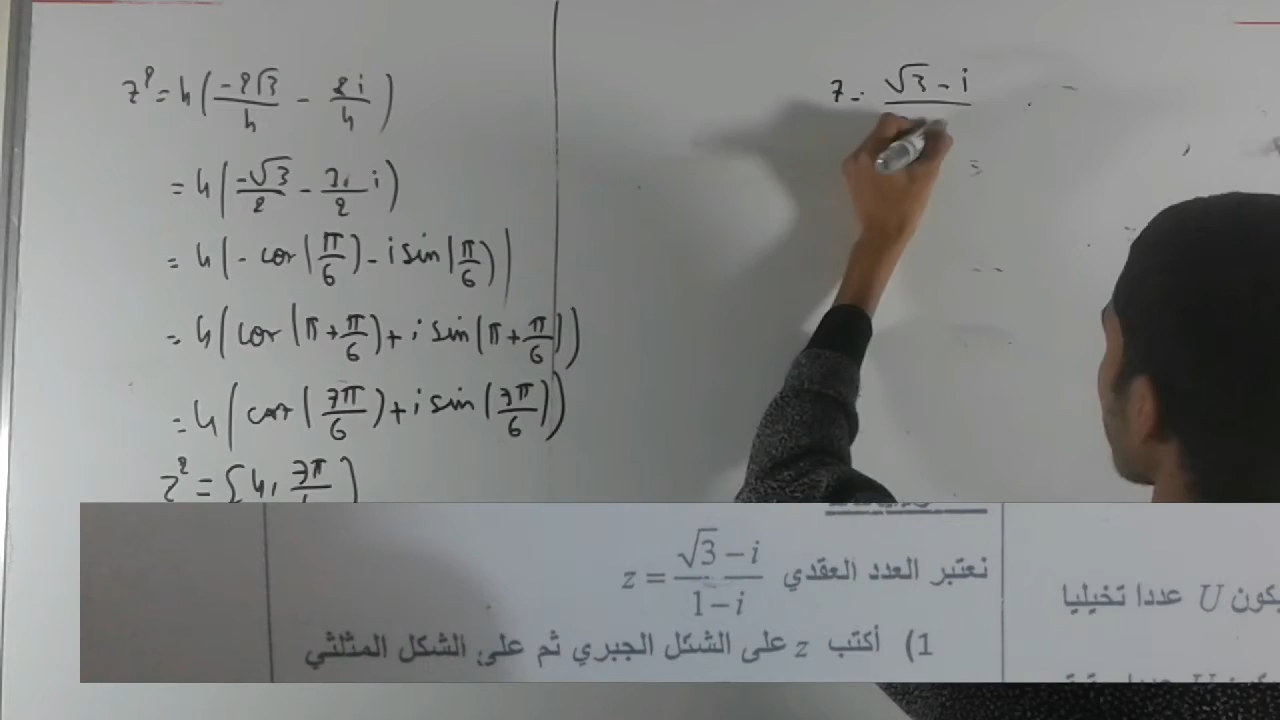 z² = 4(-2√3/4 - 2i/4)
= 4(-√3/2 - 1/2 i)
= 4(-cos(π/6) - i sin(π/6))
= 4(cos(π+π/6) + i sin(π+π/6))
= 4(cos(7π/6) + i sin(7π/6))
z² = [4, 7π/
z = √3 - i
نعتبر العدد العقدي z = (√3 - i)/(1 - i)
1) أكتب z على الشكل الجبري ثم على الشكل المثلثي
يكون U عددا تخيليا